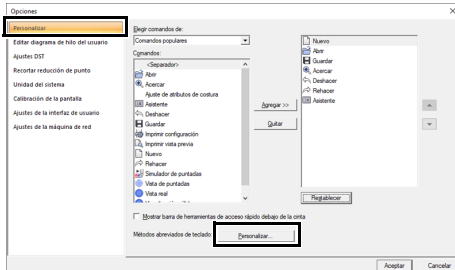 Opciones
Personalizar
Editar diagrama de hilo del usuario
Ajustes DST
Recortar reducción de punto
Unidad del sistema
Calibración de la pantalla
Ajustes de la interfaz de usuario
Ajustes de la máquina de red
Elegir comandos de:
Comandos populares
Comandos:
<Separador>
Abrir
Acercar
Ajuste de atributos de costura
Asistente
Deshacer
Guardar
Imprimir configuración
Imprimir vista previa
Nuevo
Rehacer
Simulador de puntadas
Vista de puntadas
Vista real
Agregar >>
Quitar
Nuevo
Abrir
Guardar
Acercar
Deshacer
Rehacer
Asistente
Restablecer
Mostrar barra de herramientas de acceso rápido debajo de la cinta
Métodos abreviados de teclado:
Personalizar...
Aceptar
Cancelar